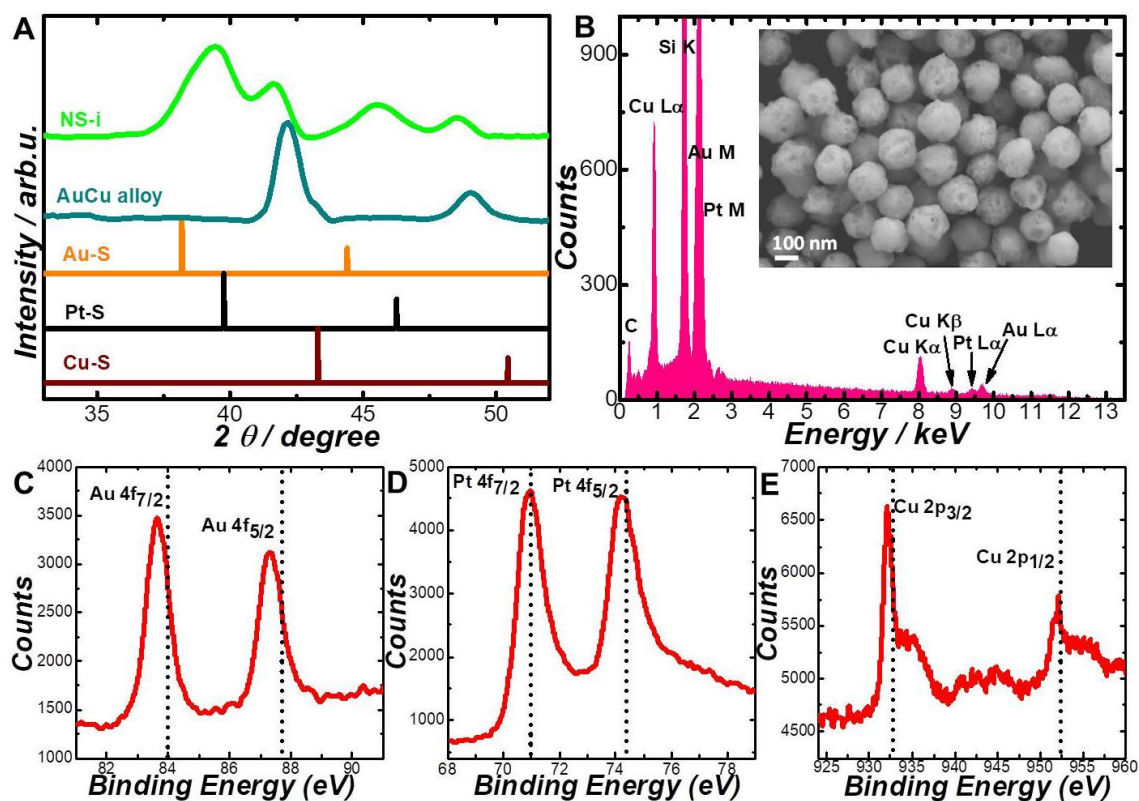 A
NS-i
AuCu alloy
Au-S
Pt-S
Cu-S
Intensity / arb.u.
35 40 45 50
2 θ / degree
B
900
600
300
0
Counts
Si K
Cu Lα
Au M
Pt M
C
Cu Kβ
Cu Kα
Pt Lα
Au Lα
100 nm
0 1 2 3 4 5 6 7 8 9 10 11 12 13
Energy / keV
C
4000
3500
3000
2500
2000
1500
1000
Counts
Au 4f7/2
Au 4f5/2
82 84 86 88 90
Binding Energy (eV)
D
5000
4000
3000
2000
1000
Counts
Pt 4f7/2
Pt 4f5/2
68 70 72 74 76 78
Binding Energy (eV)
E
7000
6500
6000
5500
5000
4500
Counts
Cu 2p3/2
Cu 2p1/2
925 930 935 940 945 950 955 960
Binding Energy (eV)